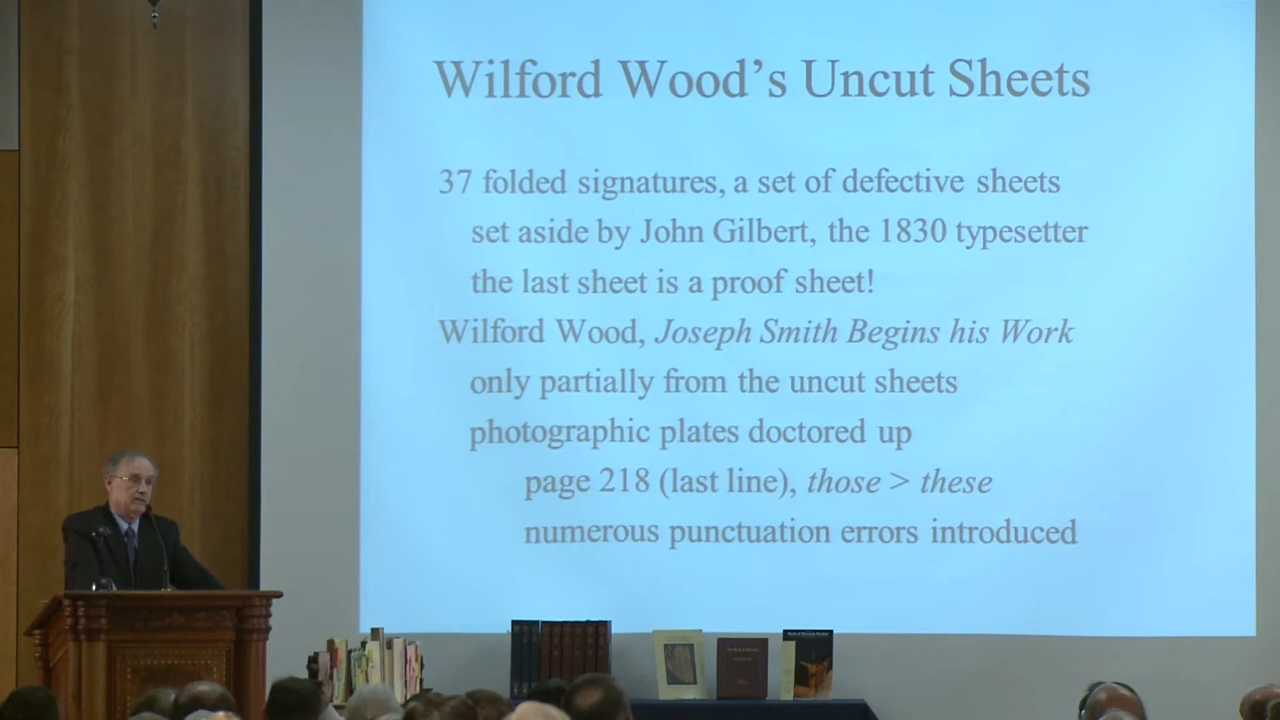 Wilford Wood’s Uncut Sheets
37 folded signatures, a set of defective sheets
set aside by John Gilbert, the 1830 typesetter
the last sheet is a proof sheet!
Wilford Wood, Joseph Smith Begins his Work
only partially from the uncut sheets
photographic plates doctored up
page 218 (last line), those > these
numerous punctuation errors introduced